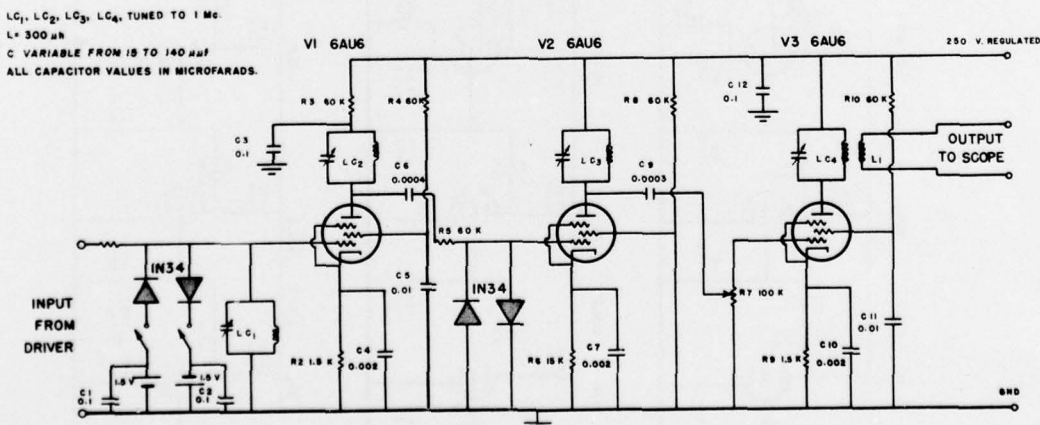 LC1, LC2, LC3, LC4, TUNED TO 1 Mc.
L= 300 µh
C VARIABLE FROM 15 TO 140 µµf
ALL CAPACITOR VALUES IN MICROFARADS.
V1 6AU6
V2 6AU6
V3 6AU6
250 V. REGULATED
R3 60 K
R4 60K
R8 60K
C12
0.1
R10 60 K
C3
0.1
LC2
C6
0.0004
LC3
C9
0.0003
LC4
L1
OUTPUT
TO SCOPE
R5 60 K
IN34
C5
0.01
IN34
R7 100 K
INPUT
FROM
DRIVER
LC1
C11
0.01
R2 1.5 K
C4
0.002
R6 15 K
C7
0.002
R9 1.5 K
C10
0.002
C1
0.1
1.5 V
1.5 V
C2
0.1
GND